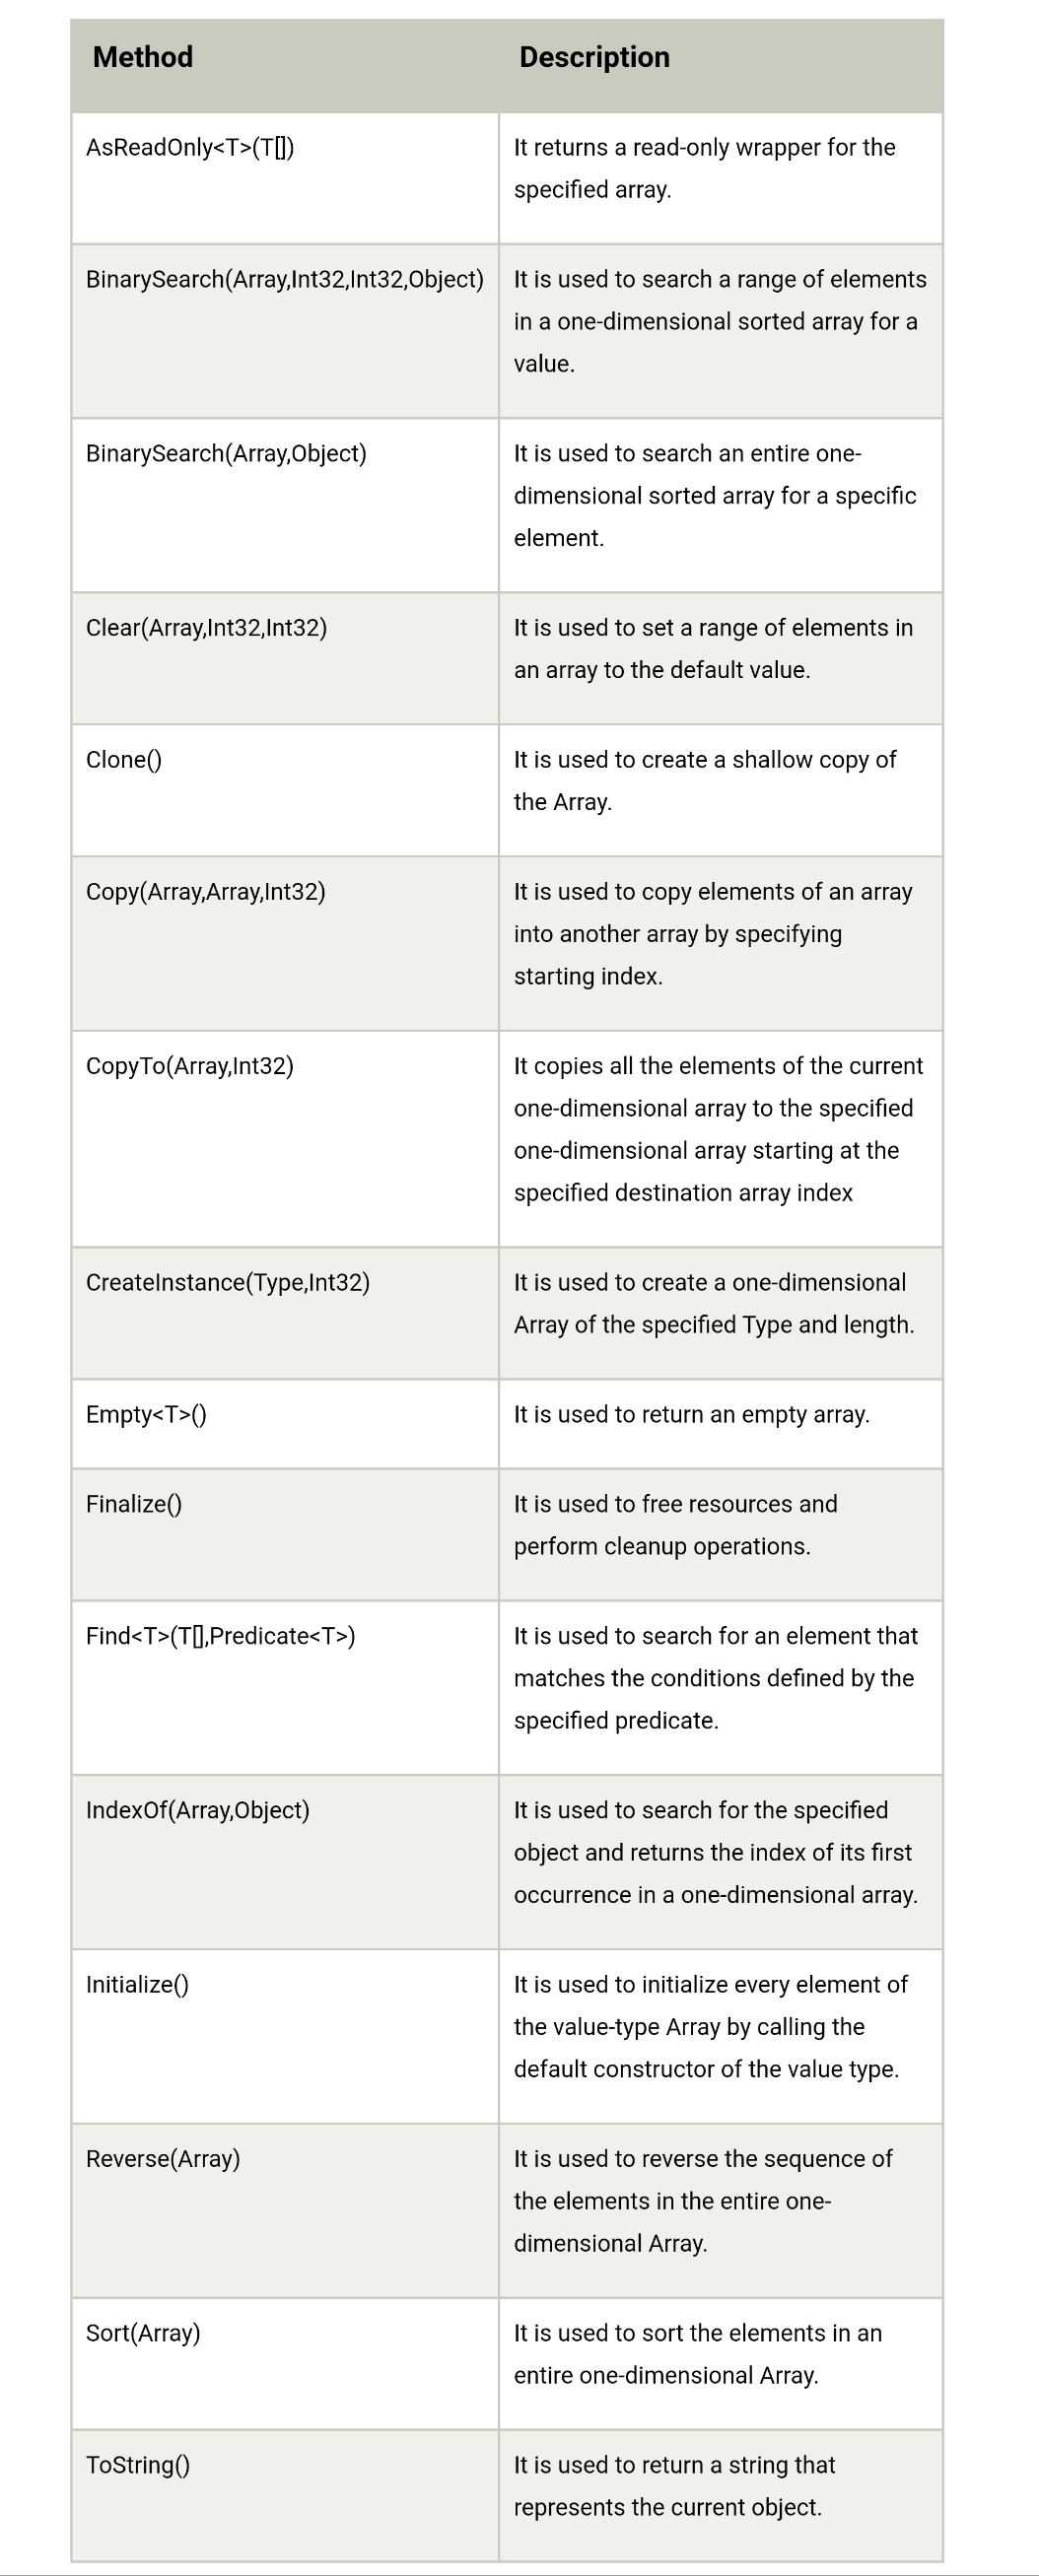 Method Description
AsReadOnly<T>(T[]) It returns a read-only wrapper for the
specified array.
BinarySearch(Array,Int32,Int32,Object) It is used to search a range of elements
in a one-dimensional sorted array for a
value.
BinarySearch(Array,Object) It is used to search an entire one-
dimensional sorted array for a specific
element.
Clear(Array,Int32,Int32) It is used to set a range of elements in
an array to the default value.
Clone() It is used to create a shallow copy of
the Array.
Copy(Array,Array,Int32) It is used to copy elements of an array
into another array by specifying
starting index.
CopyTo(Array,Int32) It copies all the elements of the current
one-dimensional array to the specified
one-dimensional array starting at the
specified destination array index
CreateInstance(Type,Int32) It is used to create a one-dimensional
Array of the specified Type and length.
Empty<T>() It is used to return an empty array.
Finalize() It is used to free resources and
perform cleanup operations.
Find<T>(T[],Predicate<T>) It is used to search for an element that
matches the conditions defined by the
specified predicate.
IndexOf(Array,Object) It is used to search for the specified
object and returns the index of its first
occurrence in a one-dimensional array.
Initialize() It is used to initialize every element of
the value-type Array by calling the
default constructor of the value type.
Reverse(Array) It is used to reverse the sequence of
the elements in the entire one-
dimensional Array.
Sort(Array) It is used to sort the elements in an
entire one-dimensional Array.
ToString() It is used to return a string that
represents the current object.